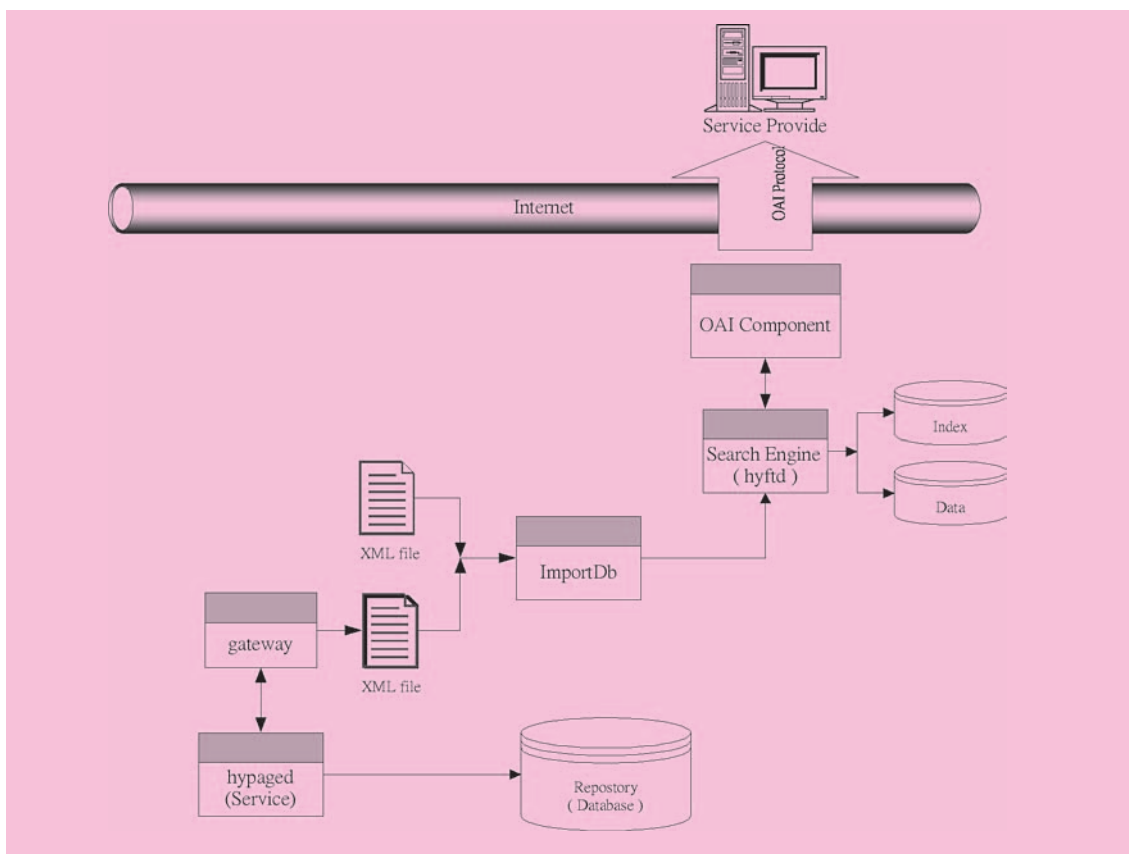 Service Provide
OAI Protocol
Internet
OAI Component
Search Engine
( hyftd )
Index
Data
XML file
ImportDb
gateway
XML file
hypaged
(Service)
Repostory
( Database )